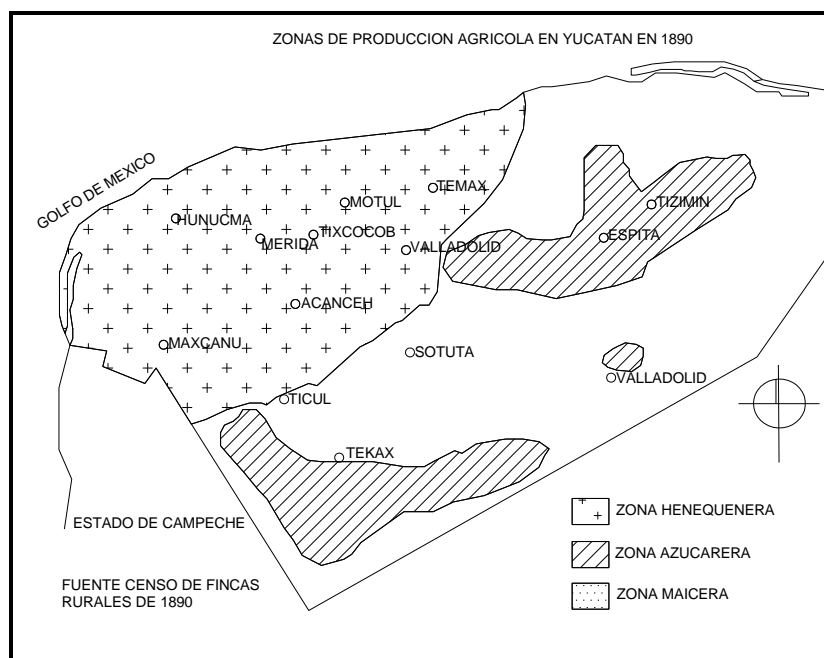 ZONAS DE PRODUCCION AGRICOLA EN YUCATAN EN 1890
GOLFO DE MEXICO
TEMAX
MOTUL
TIZIMIN
HUNUCMA
TIXCOCOB
MERIDA
ESPITA
VALLADOLID
ACANCEH
MAXCANU
SOTUTA
VALLADOLID
TICUL
TEKAX
ESTADO DE CAMPECHE
ZONA HENEQUENERA
ZONA AZUCARERA
ZONA MAICERA
FUENTE CENSO DE FINCAS
RURALES DE 1890